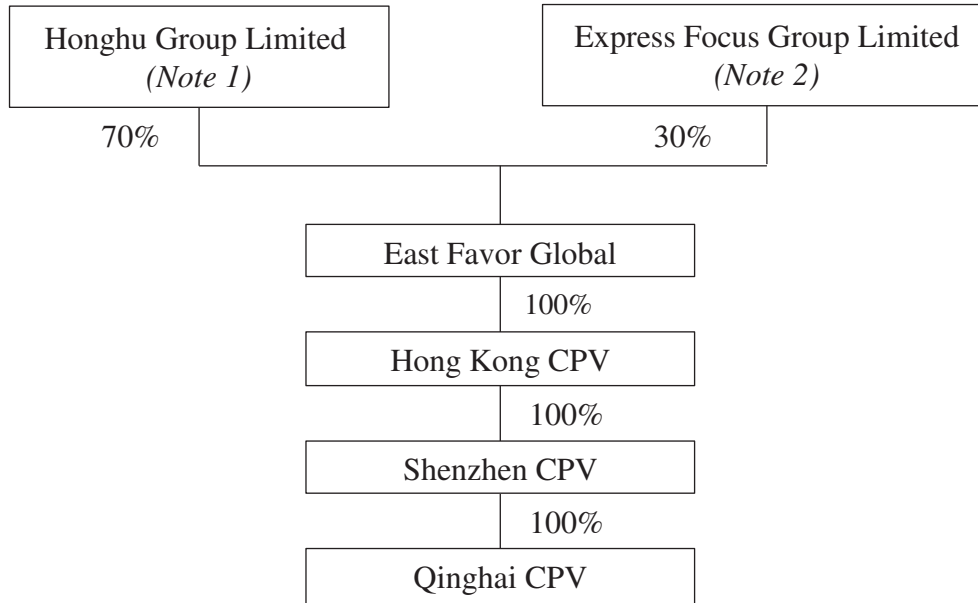 Honghu Group Limited
(Note 1)
Express Focus Group Limited
(Note 2)
70%
30%
East Favor Global
100%
Hong Kong CPV
100%
Shenzhen CPV
100%
Qinghai CPV